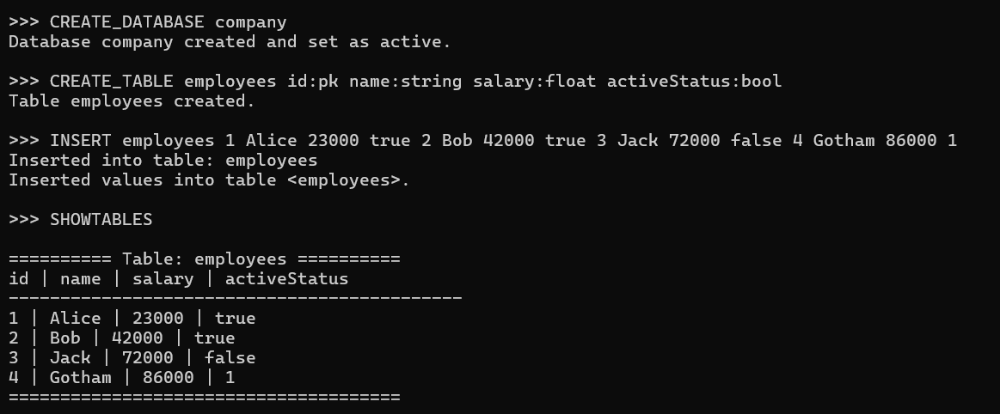 >>> CREATE_DATABASE company
Database company created and set as active.
>>> CREATE_TABLE employees id:pk name:string salary:float activeStatus:bool
Table employees created.
>>> INSERT employees 1 Alice 23000 true 2 Bob 42000 true 3 Jack 72000 false 4 Gotham 86000 1
Inserted into table: employees
Inserted values into table <employees>.
>>> SHOWTABLES
========== Table: employees ==========
id | name | salary | activeStatus
--------------------------------------------
1 | Alice | 23000 | true
2 | Bob | 42000 | true
3 | Jack | 72000 | false
4 | Gotham | 86000 | 1
======================================